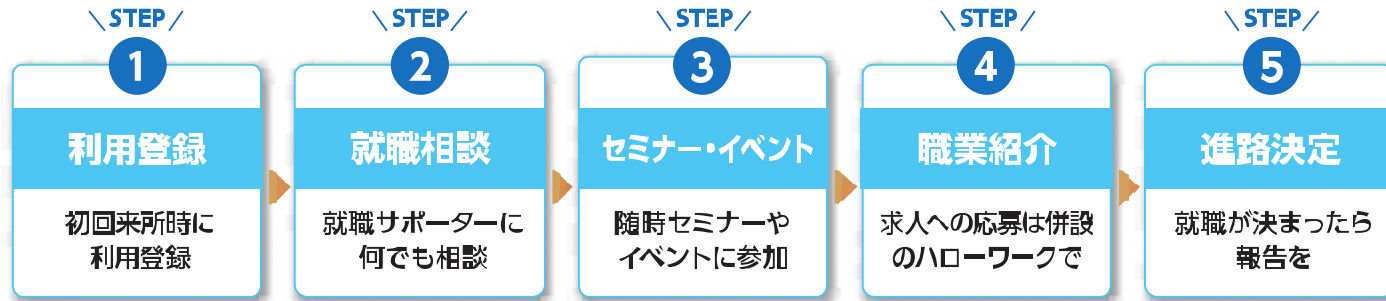 STEP
1
利用登録
初回来所時に
利用登録
STEP
2
就職相談
就職サポーターに
何でも相談
STEP
3
セミナー・イベント
随時セミナーや
イベントに参加
STEP
4
職業紹介
求人への応募は併設
のハローワークで
STEP
5
進路決定
就職が決まったら
報告を